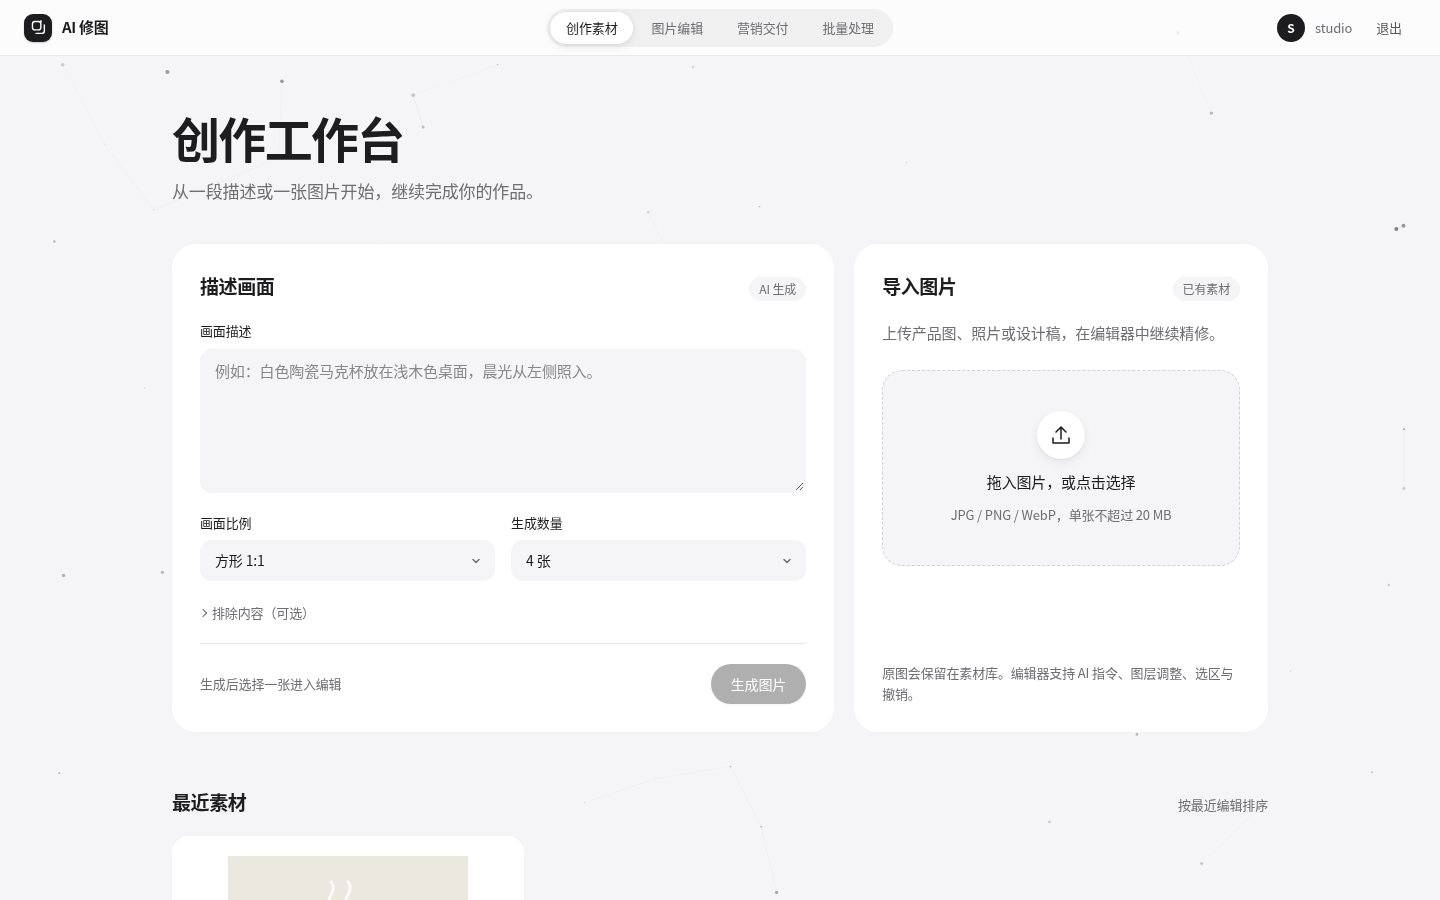 AI 修图
创作素材
图片编辑
营销交付
批量处理
S
studio
退出
创作工作台
从一段描述或一张图片开始，继续完成你的作品。
描述画面
AI 生成
画面描述
例如：白色陶瓷马克杯放在浅木色桌面，晨光从左侧照入。
画面比例
生成数量
方形 1:1
4 张
排除内容（可选）
生成后选择一张进入编辑
生成图片
导入图片
已有素材
上传产品图、照片或设计稿，在编辑器中继续精修。
拖入图片，或点击选择
JPG / PNG / WebP，单张不超过 20 MB
原图会保留在素材库。编辑器支持 AI 指令、图层调整、选区与
撤销。
最近素材
按最近编辑排序